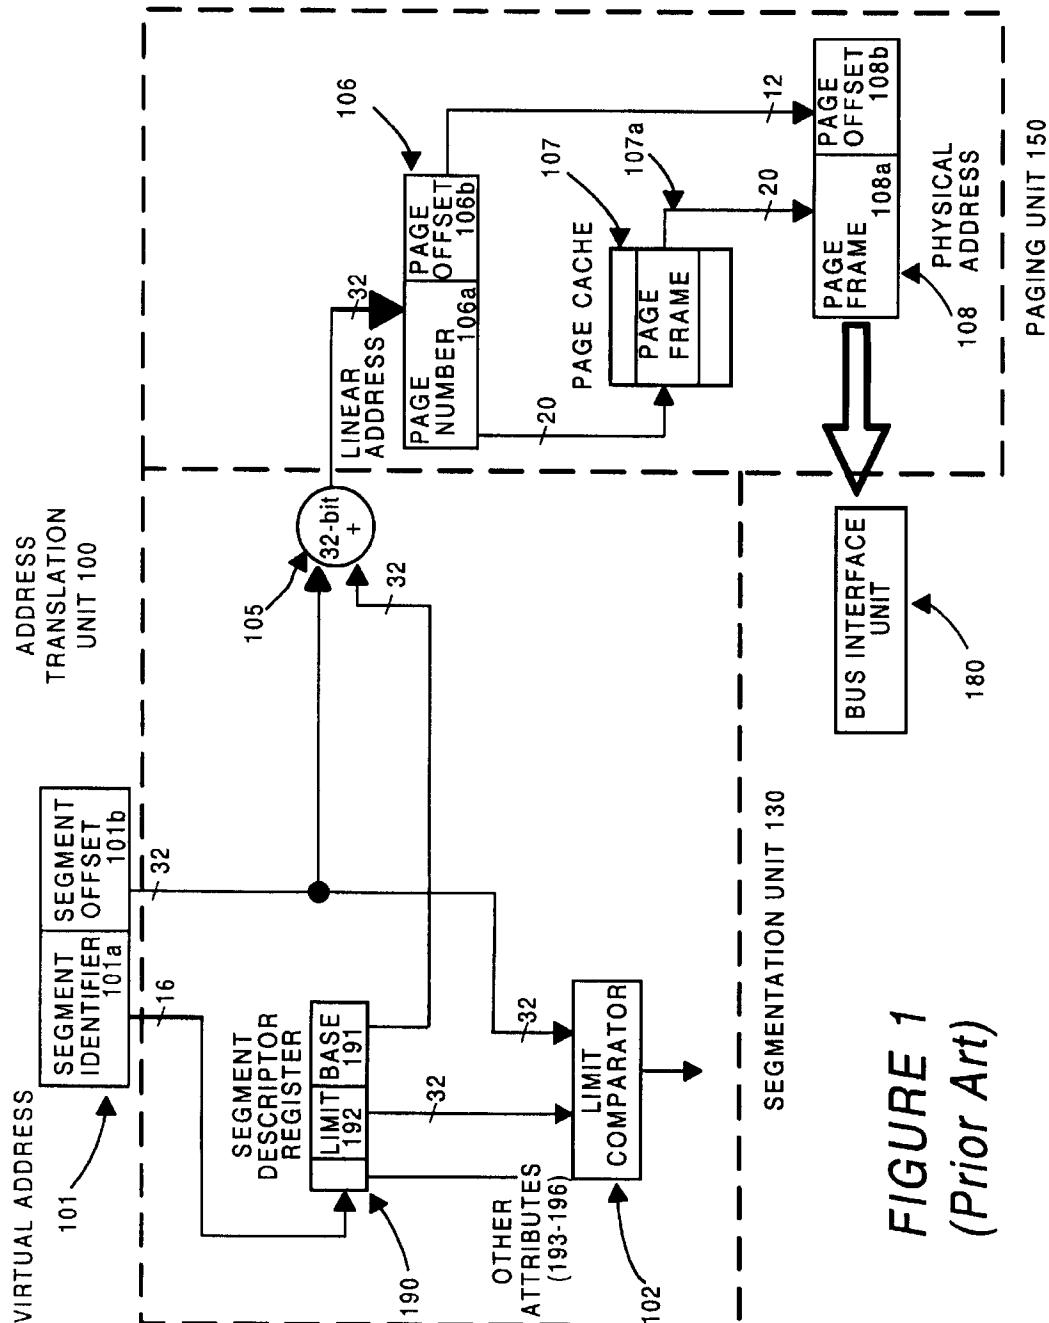 VIRTUAL ADDRESS
101
SEGMENT
IDENTIFIER
101a
SEGMENT
OFFSET
101b
16
32
ADDRESS
TRANSLATION
UNIT 100
SEGMENT
DESCRIPTOR
REGISTER
LIMIT
192
BASE
191
190
OTHER
ATTRIBUTES
(193-196)
32
32
LIMIT
COMPARATOR
102
32
105
32-bit
+
SEGMENTATION UNIT 130
LINEAR
ADDRESS
32
106
PAGE
NUMBER
106a
PAGE
OFFSET
106b
20
12
PAGE CACHE
107
PAGE
FRAME
107a
20
PAGE
FRAME
108a
PAGE
OFFSET
108b
108
PHYSICAL
ADDRESS
PAGING UNIT 150
BUS INTERFACE
UNIT
180
FIGURE 1
(Prior Art)